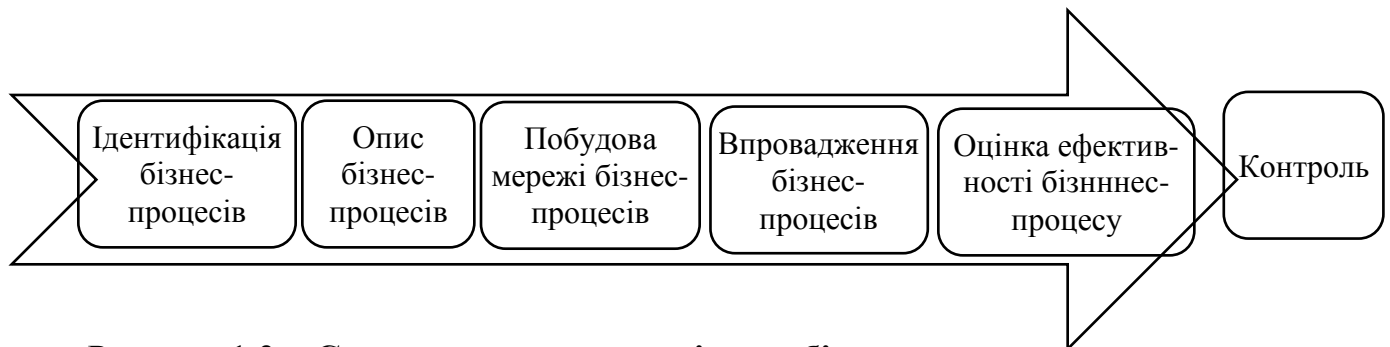 Ідентифікація
бізнес-
процесів
Опис
бізнес-
процесів
Побудова
мережі бізнес-
процесів
Впровадження
бізнес-
процесів
Оцінка ефектив-
ності бізнннес-
процесу
Контроль